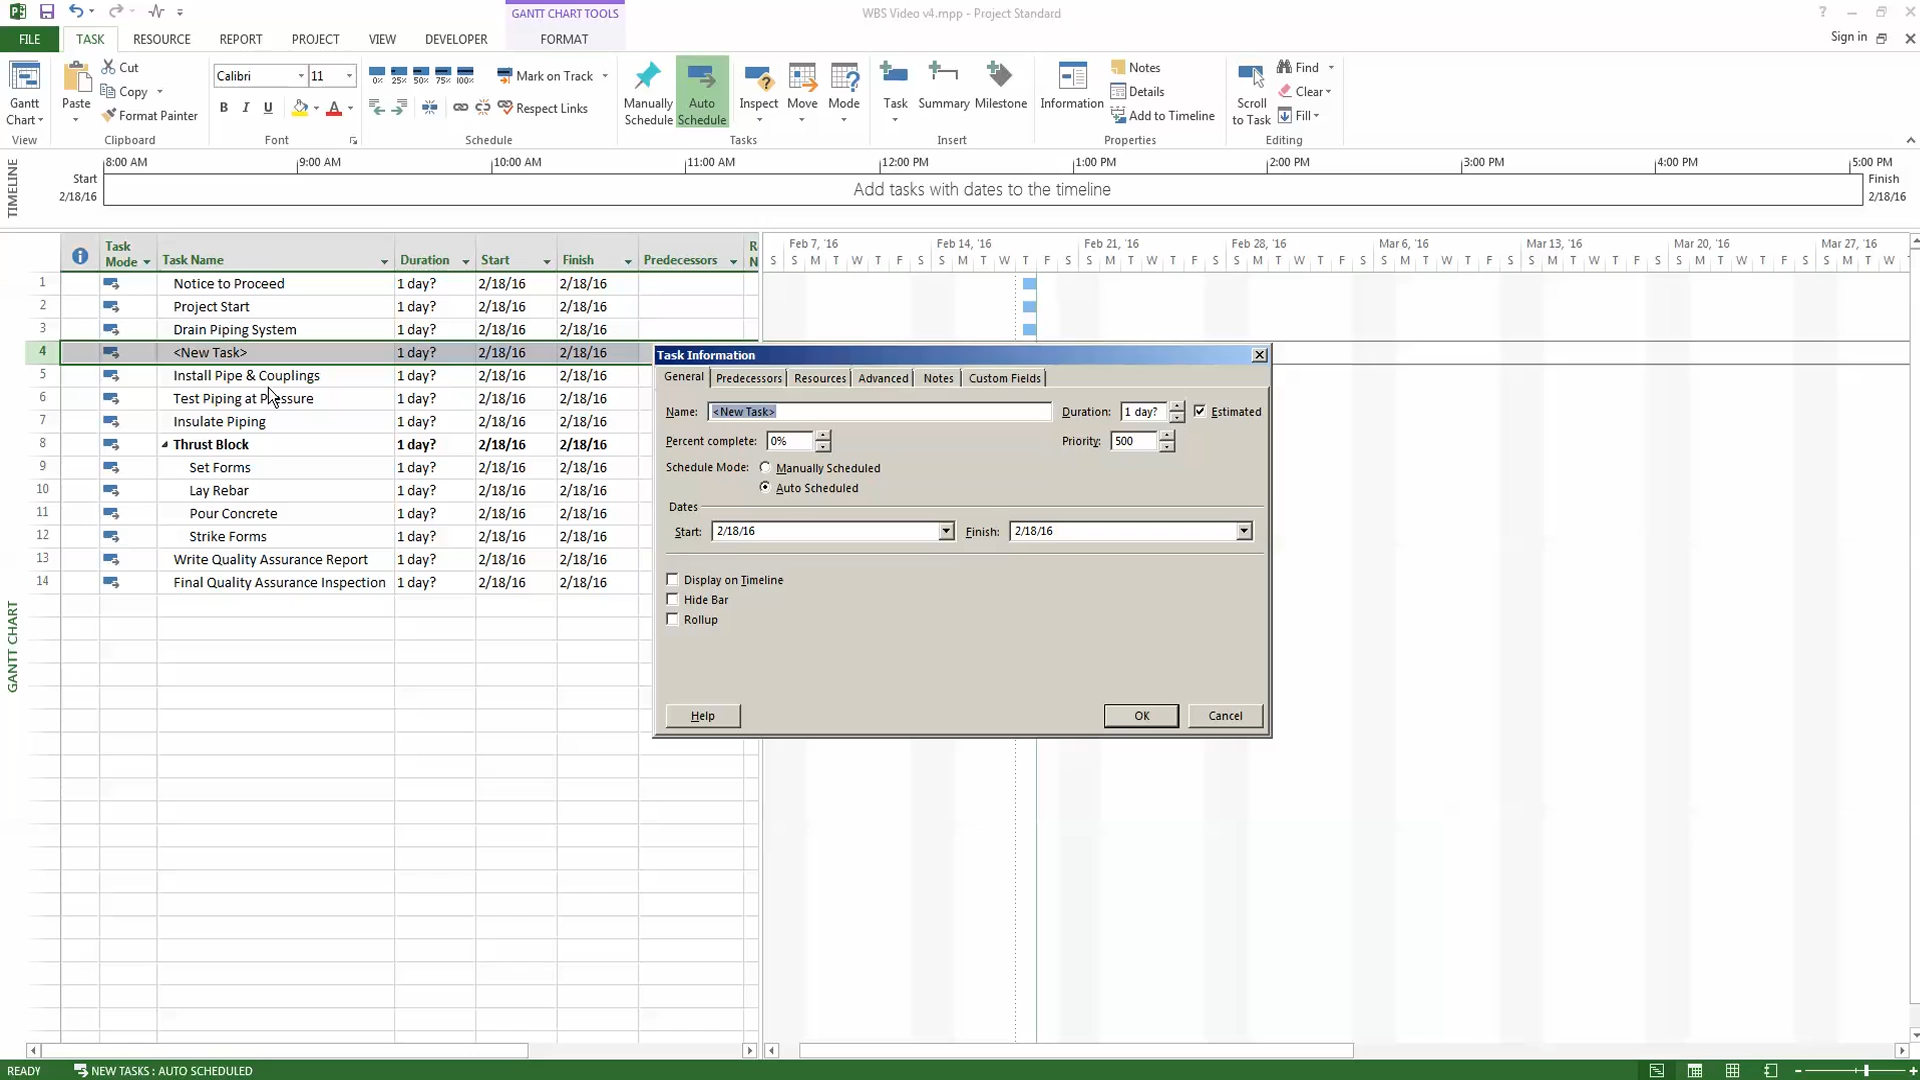 GANTT CHART TOOLS
WBS Video v4.mpp - Project Standard
FILE TASK RESOURCE REPORT PROJECT VIEW DEVELOPER FORMAT
Sign in
Gantt Chart
View
Paste
Cut
Copy
Format Painter
Clipboard
Calibri 11
B I U A
Font
0% 25% 50% 75% 100%
Mark on Track
Respect Links
Schedule
Manually Schedule
Auto Schedule
Inspect
Move
Mode
Tasks
Task
Summary
Milestone
Insert
Information
Notes
Details
Add to Timeline
Properties
Scroll to Task
Find
Clear
Fill
Editing
TIMELINE
8:00 AM 9:00 AM 10:00 AM 11:00 AM 12:00 PM 1:00 PM 2:00 PM 3:00 PM 4:00 PM 5:00 PM
Start
2/18/16
Add tasks with dates to the timeline
Finish
2/18/16
Task Mode Task Name Duration Start Finish Predecessors R N
Feb 7, '16 Feb 14, '16 Feb 21, '16 Feb 28, '16 Mar 6, '16 Mar 13, '16 Mar 20, '16 Mar 27, '16
S S M T W T F S S M T W T F S S M T W T F S S M T W T F S S M T W T F S S M T W T F S S M T W T F S S M T W
1 Notice to Proceed 1 day? 2/18/16 2/18/16
2 Project Start 1 day? 2/18/16 2/18/16
3 Drain Piping System 1 day? 2/18/16 2/18/16
4 <New Task> 1 day? 2/18/16 2/18/16
5 Install Pipe & Couplings 1 day? 2/18/16 2/18/16
6 Test Piping at Pressure 1 day? 2/18/16 2/18/16
7 Insulate Piping 1 day? 2/18/16 2/18/16
8 Thrust Block 1 day? 2/18/16 2/18/16
9 Set Forms 1 day? 2/18/16 2/18/16
10 Lay Rebar 1 day? 2/18/16 2/18/16
11 Pour Concrete 1 day? 2/18/16 2/18/16
12 Strike Forms 1 day? 2/18/16 2/18/16
13 Write Quality Assurance Report 1 day? 2/18/16 2/18/16
14 Final Quality Assurance Inspection 1 day? 2/18/16 2/18/16
GANTT CHART
Task Information
General Predecessors Resources Advanced Notes Custom Fields
Name: <New Task> Duration: 1 day? Estimated
Percent complete: 0% Priority: 500
Schedule Mode: Manually Scheduled
Auto Scheduled
Dates
Start: 2/18/16 Finish: 2/18/16
Display on Timeline
Hide Bar
Rollup
Help OK Cancel
READY NEW TASKS : AUTO SCHEDULED